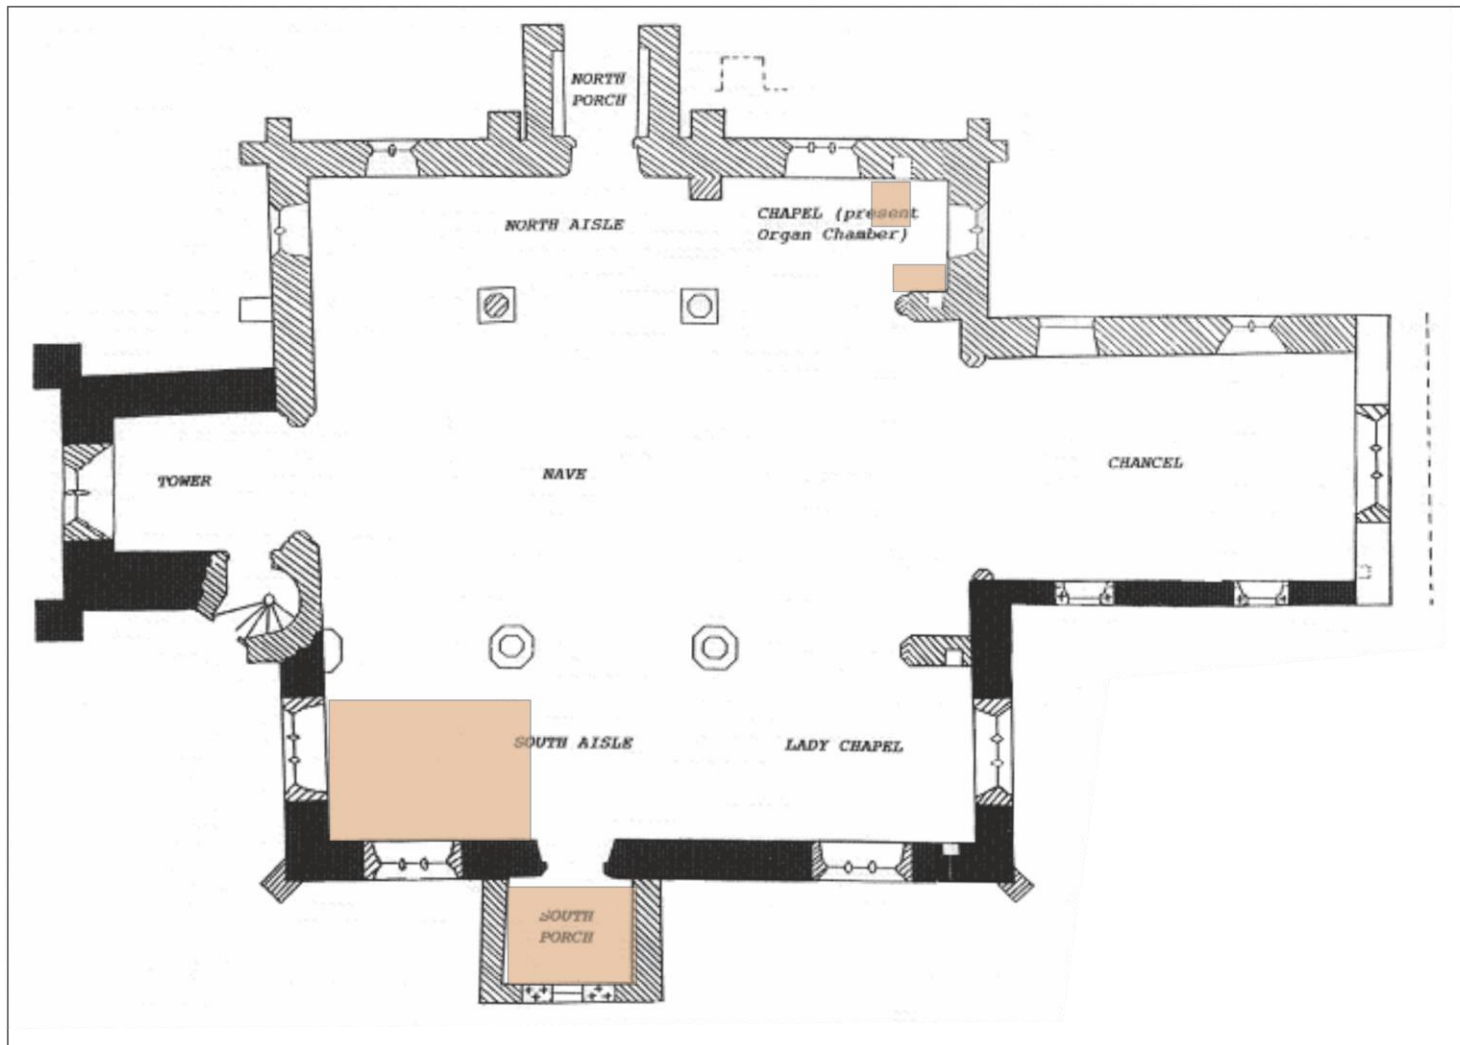 NORTH
PORCH
NORTH AISLE
CHAPEL (present
Organ Chamber)
TOWER
NAVE
CHANCEL
SOUTH AISLE
LADY CHAPEL
SOUTH
PORCH